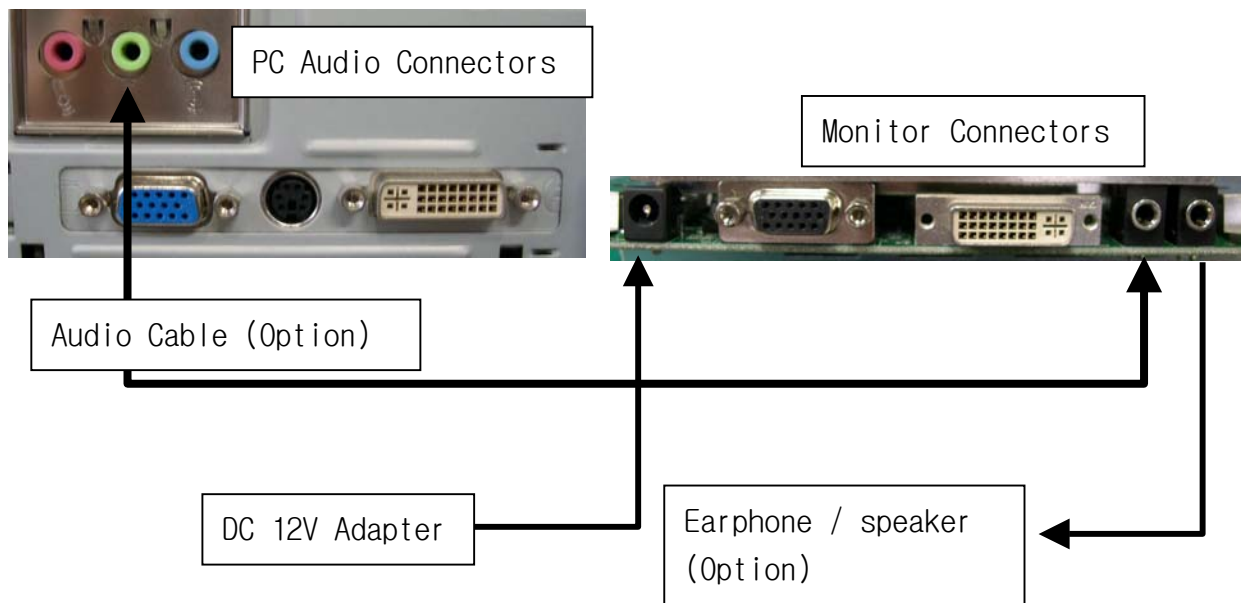 PC Audio Connectors
Monitor Connectors
Audio Cable (Option)
DC 12V Adapter
Earphone / speaker
(Option)